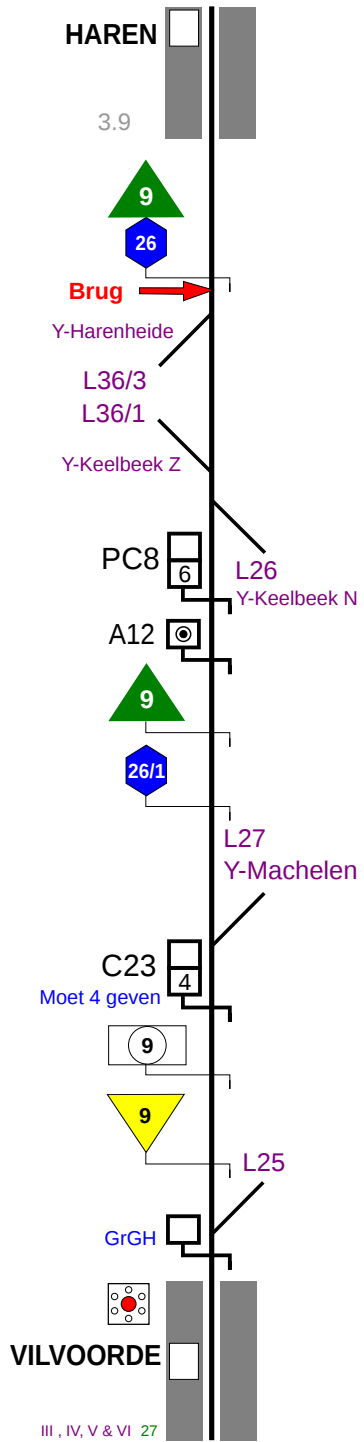 HAREN
3.9
9
26
Brug
Y-Harenheide
L36/3
L36/1
Y-Keelbeek Z
PC8
6
L26
Y-Keelbeek N
A12
9
26/1
L27
Y-Machelen
C23
4
Moet 4 geven
9
9
L25
GrGH
VILVOORDE
III , IV, V & VI 27